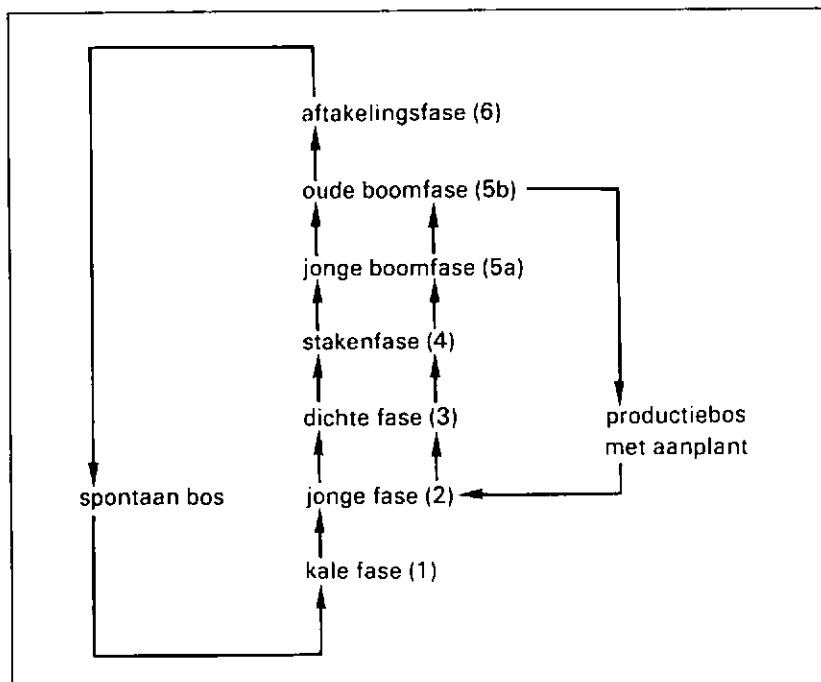 aftakelingsfase (6)
oude boomfase (5b)
jonge boomfase (5a)
stakenfase (4)
dichte fase (3)
productiebos
met aanplant
spontaan bos
jonge fase (2)
kale fase (1)